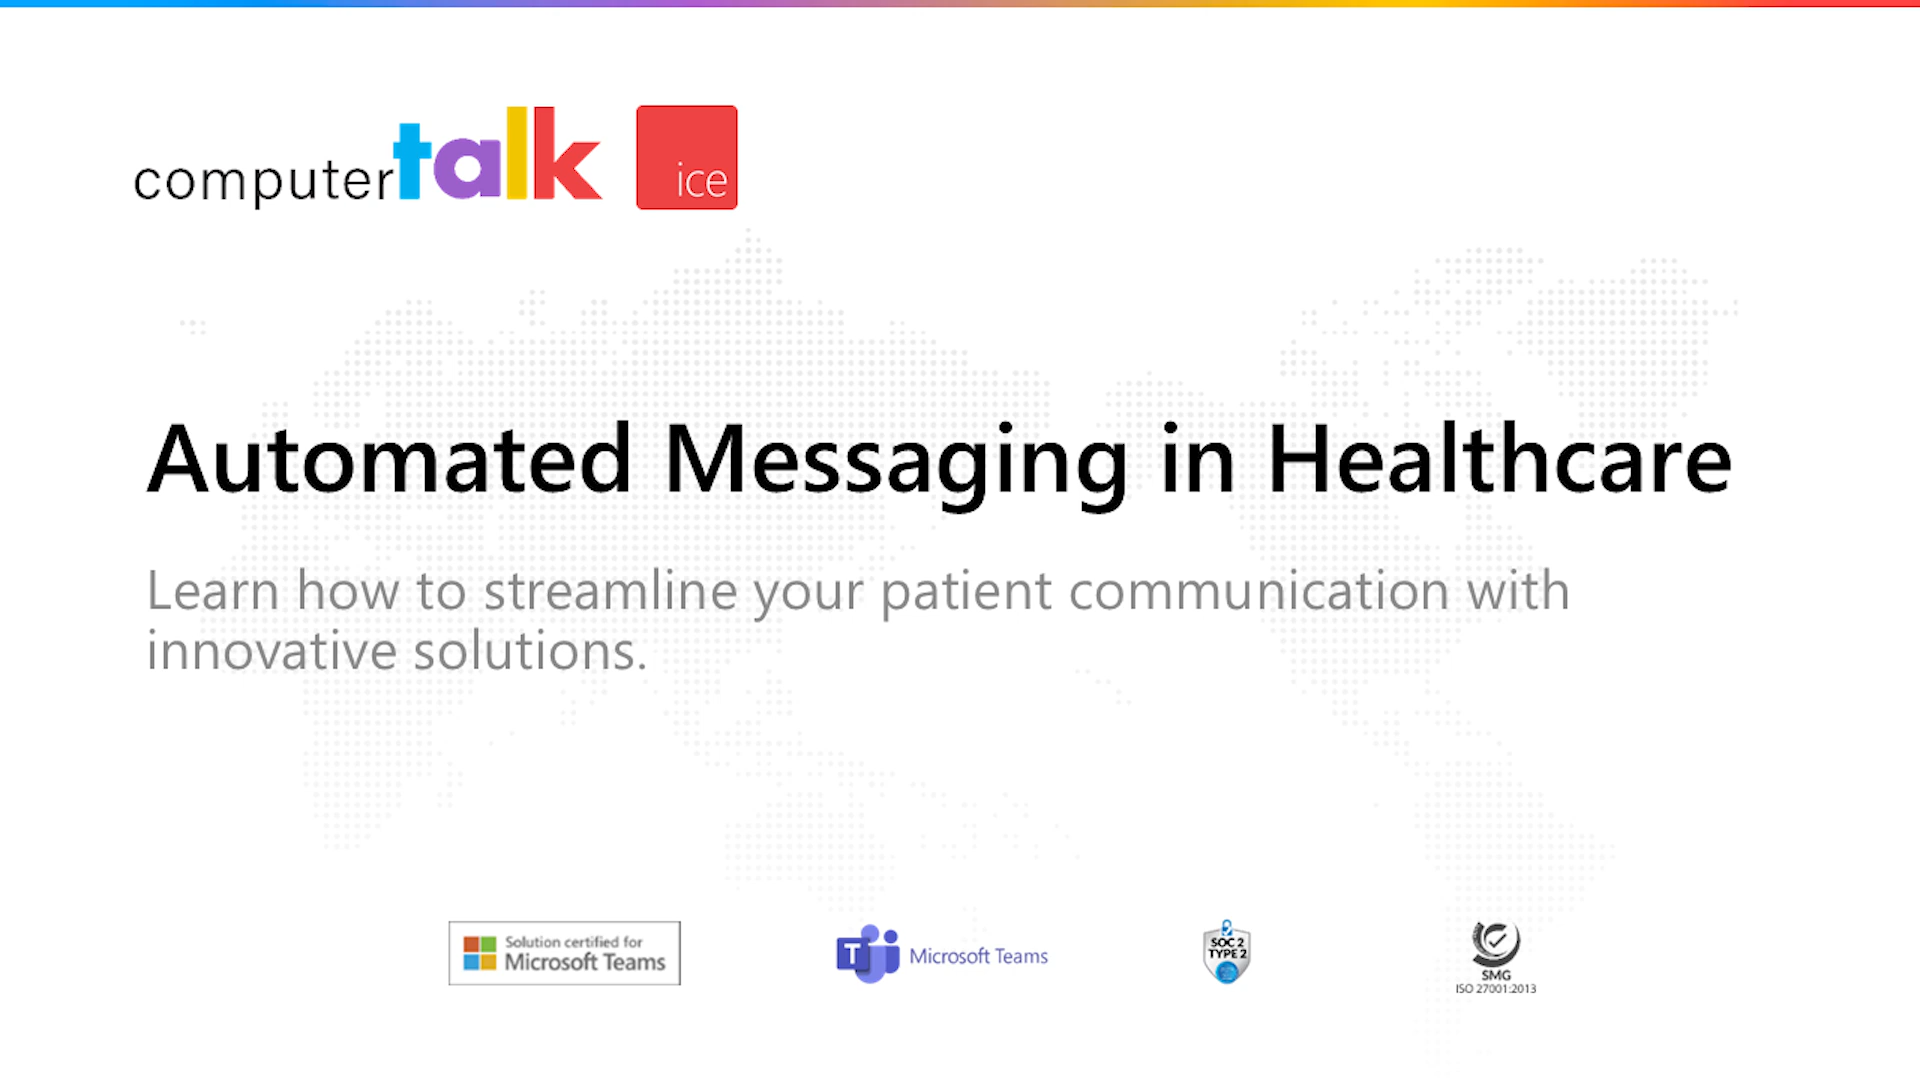 computertalk ice
Automated Messaging in Healthcare
Learn how to streamline your patient communication with
innovative solutions.
Solution certified for
Microsoft Teams
T Microsoft Teams
SOC 2
TYPE 2
SMG
ISO 27001:2013